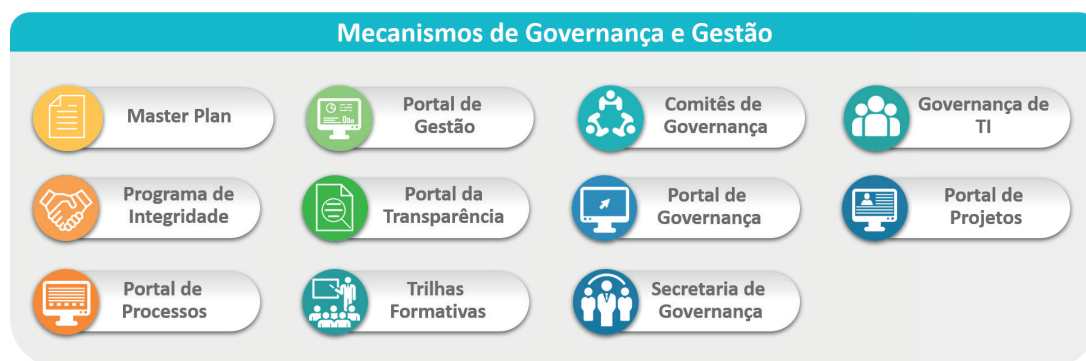 Mecanismos de Governança e Gestão
Master Plan
Portal de
Gestão
Comitês de
Governança
Governança de
TI
Programa de
Integridade
Portal da
Transparência
Portal de
Governança
Portal de
Projetos
Portal de
Processos
Trilhas
Formativas
Secretaria de
Governança